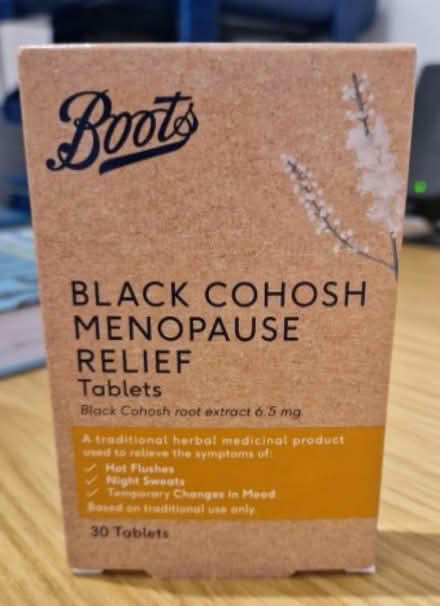 Boots
BLACK COHOSH
MENOPAUSE
RELIEF
Tablets
Black Cohosh root extract 6.5 mg
A traditional herbal medicinal product
used to relieve the symptoms of:
✓ Hot Flushes
✓ Night Sweats
✓ Temporary Changes in Mood
Based on traditional use only.
30 Tablets